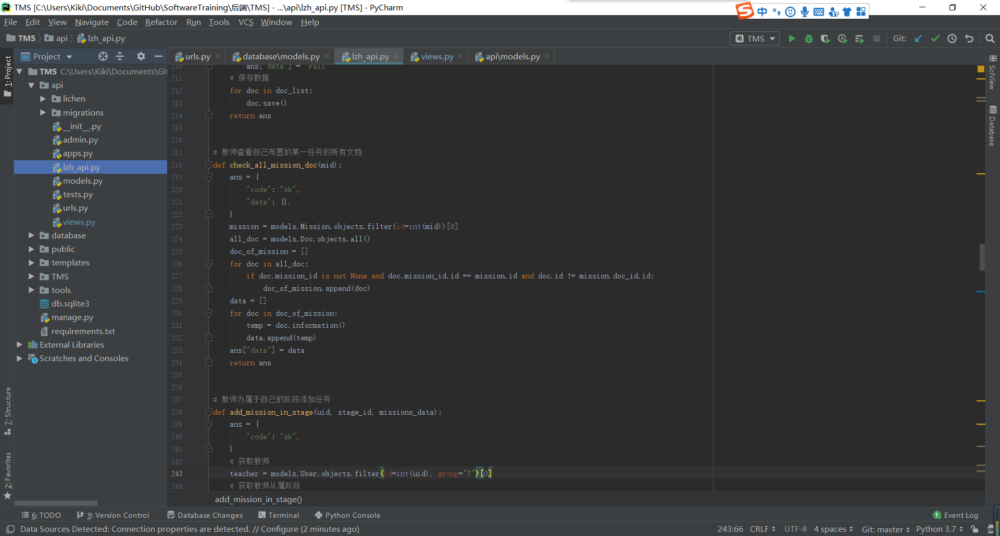 TMS [C:\Users\Kiki\Documents\GitHub\SoftwareTraining\后端\TMS] - ...\api\lzh_api.py [TMS] - PyCharm
中
File Edit View Navigate Code Refactor Run Tools VCS Window Help
TMS api lzh_api.py
TMS Git:
Project
urls.py database\models.py lzh_api.py views.py api\models.py
1: Project
7: Structure
2: Favorites
TMS C:\Users\Kiki\Documents\Git
api
lichen
migrations
__init__.py
admin.py
apps.py
lzh_api.py
models.py
tests.py
urls.py
views.py
database
public
templates
TMS
tools
db.sqlite3
manage.py
requirements.txt
External Libraries
Scratches and Consoles
210 ans["data"] = "Fail"
211 # 保存数据
212 for doc in doc_list:
213 doc.save()
214 return ans
215
216
217 # 教师查看自己布置的某一任务的所有文档
218 def check_all_mission_doc(mid):
219 ans = {
220 "code": "ok",
221 "data": {},
222 }
223 mission = models.Mission.objects.filter(id=int(mid))[0]
224 all_doc = models.Doc.objects.all()
225 doc_of_mission = []
226 for doc in all_doc:
227 if doc.mission_id is not None and doc.mission_id.id == mission.id and doc.id != mission.doc_id.id:
228 doc_of_mission.append(doc)
229 data = []
230 for doc in doc_of_mission:
231 temp = doc.information()
232 data.append(temp)
233 ans["data"] = data
234 return ans
235
236
237 # 教师为属于自己的阶段添加任务
238 def add_mission_in_stage(uid, stage_id, missions_data):
239 ans = {
240 "code": "ok",
241 }
242 # 获取教师
243 teacher = models.User.objects.filter(id=int(uid), group="T")[0]
244 # 获取教师从属阶段
add_mission_in_stage()
SciView
Database
6: TODO 9: Version Control Database Changes Terminal Python Console 1 Event Log
Data Sources Detected: Connection properties are detected. // Configure (2 minutes ago) 243:66 CRLF UTF-8 4 spaces Git: master Python 3.7